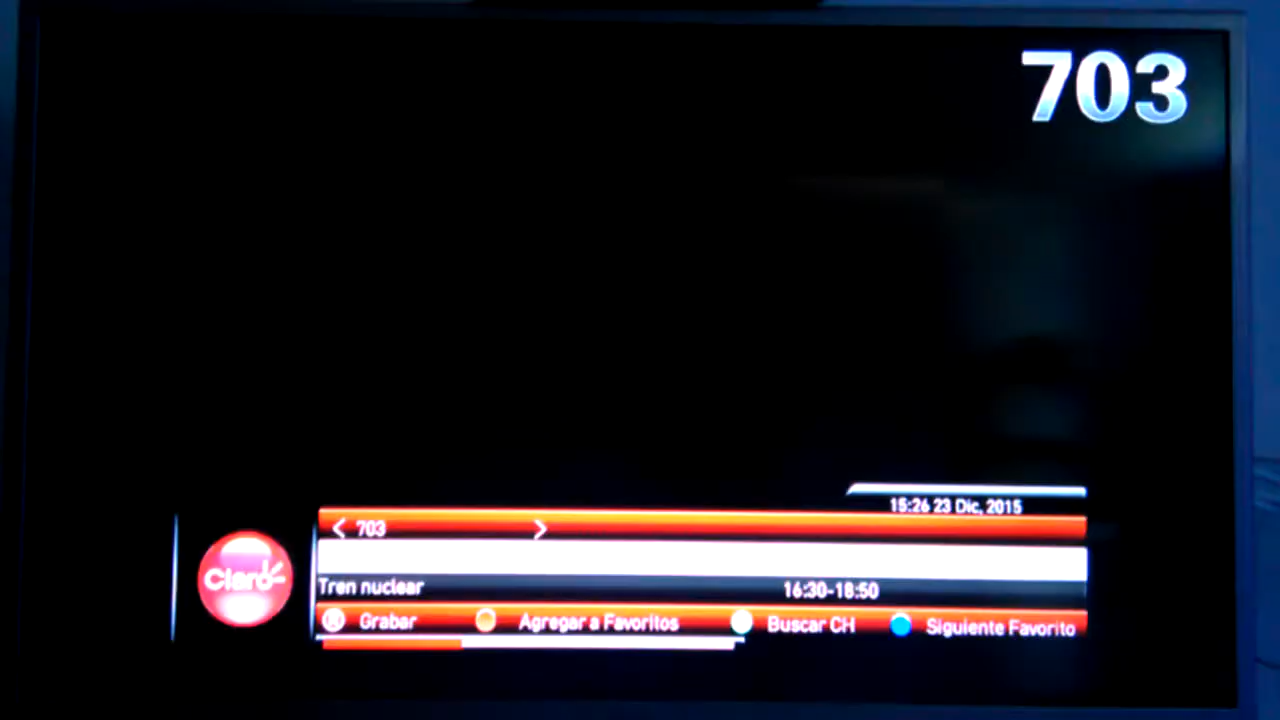 703
15:26 23 Dic, 2015
< 703 >
Claro
Tren nuclear 16:30-18:50
Grabar Agregar a Favoritos Buscar CH Siguiente Favorito